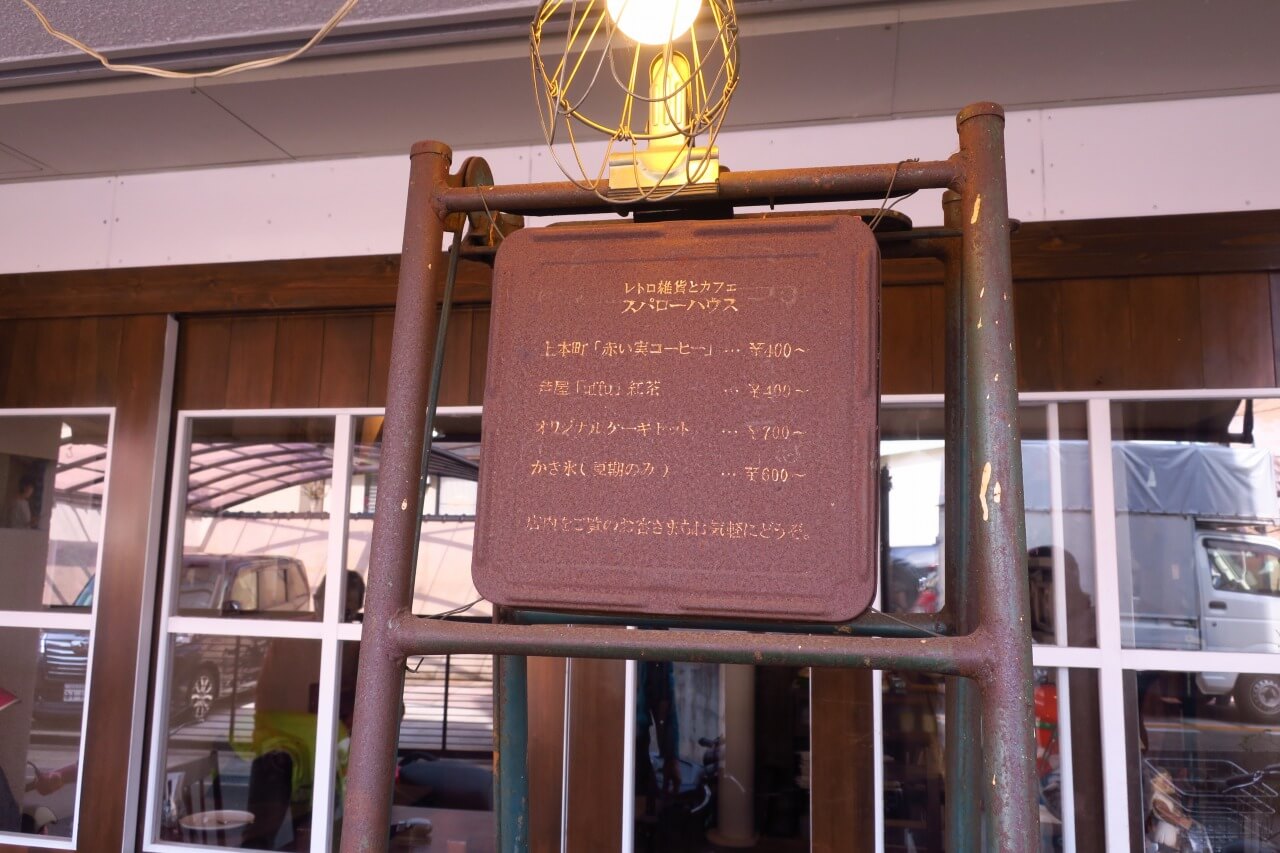 レトロ雑貨とカフェ
スパローハウス
上本町「赤い実コーヒー」 … ¥400~
芦屋「uffu」紅茶 … ¥400~
オリジナルケーキセット … ¥700~
かき氷(夏期のみ) … ¥600~
店内をご覧のお客さまもお気軽にどうぞ。